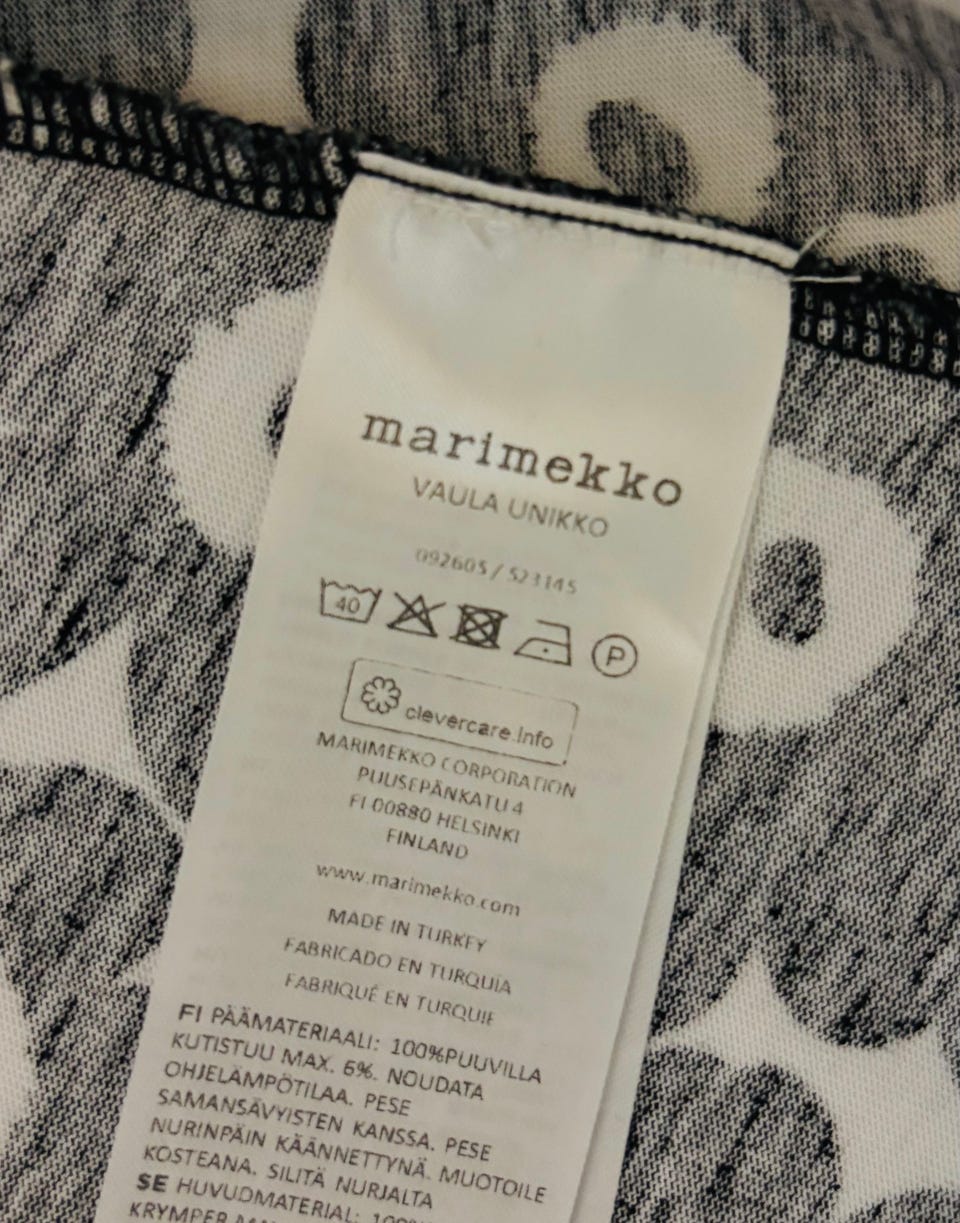 marimekko
VAULA UNIKKO
092605 / 523145
40
P
clevercare.info
MARIMEKKO CORPORATION
PUUSEPÄNKATU 4
FI 00880 HELSINKI
FINLAND
www.marimekko.com
MADE IN TURKEY
FABRICADO EN TURQUÍA
FABRIQUÉ EN TURQUIE
FI PÄÄMATERIAALI: 100%PUUVILLA
KUTISTUU MAX. 6%. NOUDATA
OHJELÄMPÖTILAA. PESE
SAMANSÄVYISTEN KANSSA. PESE
NURINPÄIN KÄÄNNETTYNÄ. MUOTOILE
KOSTEANA. SILITÄ NURJALTA
SE HUVUDMATERIAL: 100%
KRYMPER